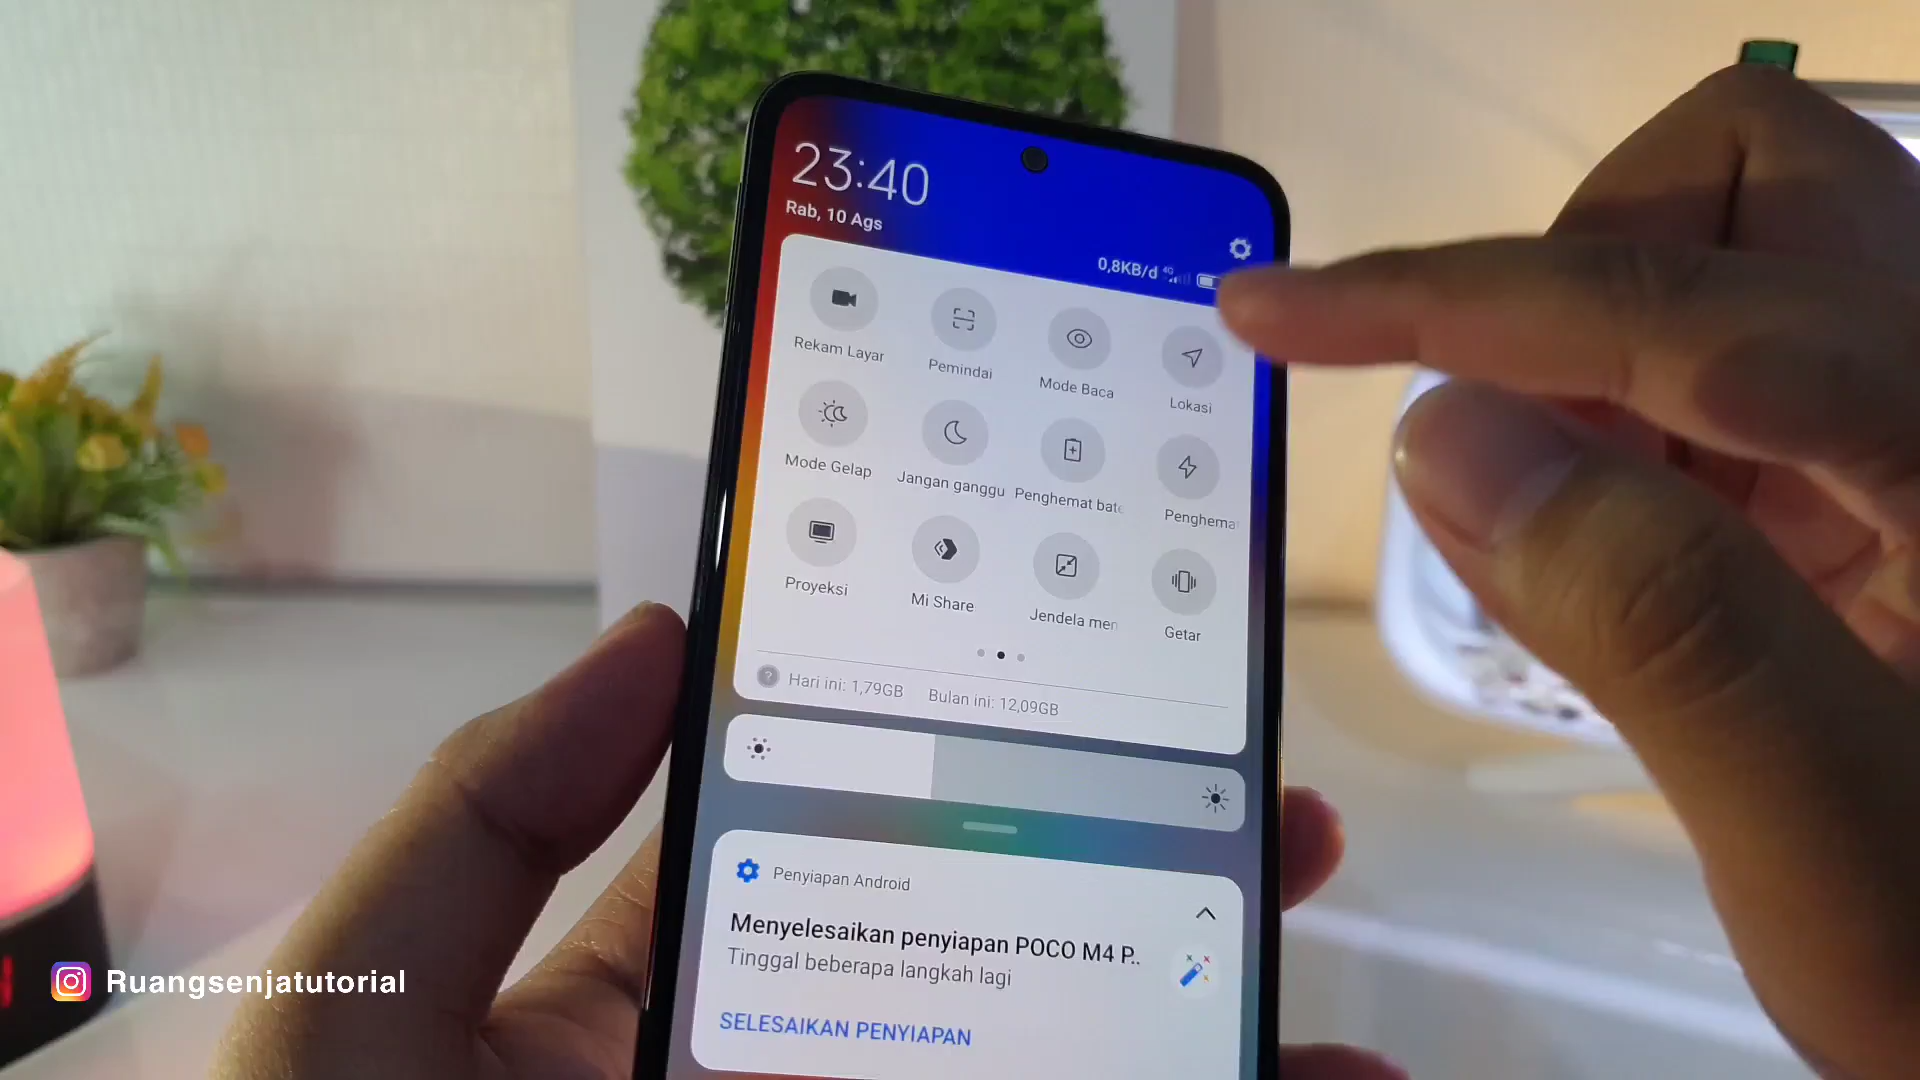 23:40
Rab, 10 Ags
0,8KB/d 4G
Rekam Layar
Pemindai
Mode Baca
Lokasi
Mode Gelap
Jangan ganggu
Penghemat bate
Penghema
Proyeksi
Mi Share
Jendela men
Getar
? Hari ini: 1,79GB Bulan ini: 12,09GB
Penyiapan Android
Menyelesaikan penyiapan POCO M4 P..
Tinggal beberapa langkah lagi
SELESAIKAN PENYIAPAN
Ruangsenjatutorial